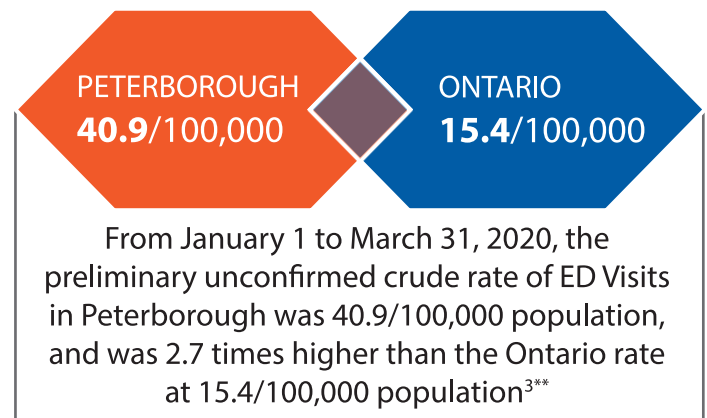 PETERBOROUGH
40.9/100,000
ONTARIO
15.4/100,000
From January 1 to March 31, 2020, the
preliminary unconfirmed crude rate of ED Visits
in Peterborough was 40.9/100,000 population,
and was 2.7 times higher than the Ontario rate
at 15.4/100,000 population³**